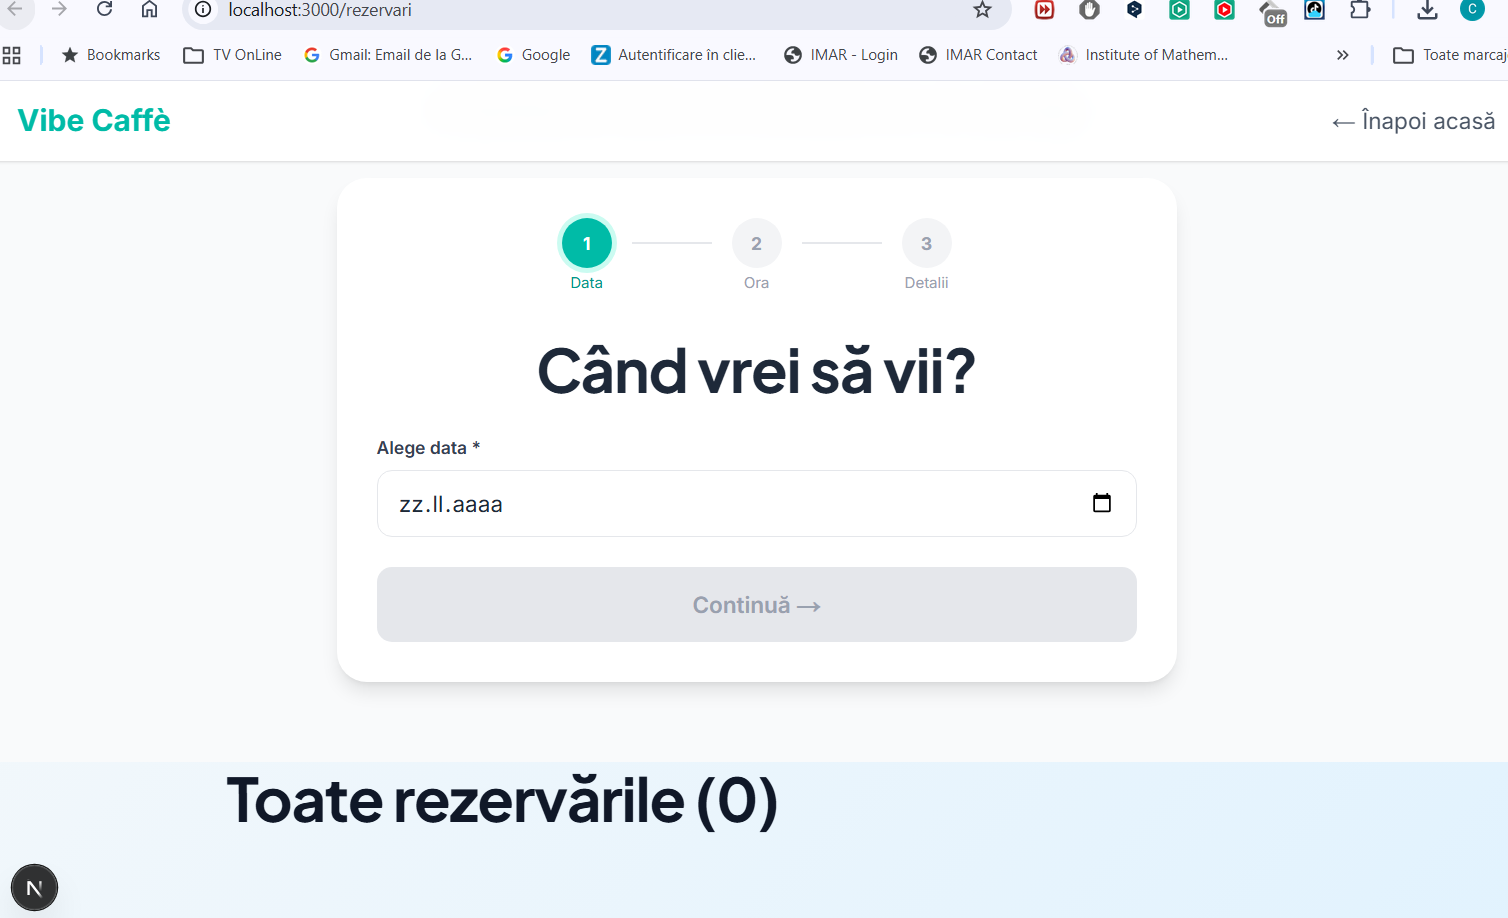 localhost:3000/rezervari
Off
C
Bookmarks TV OnLine Gmail: Email de la G... Google Autentificare în clie... IMAR - Login IMAR Contact Institute of Mathem... » Toate marcaj
Vibe Caffè
← Înapoi acasă
1 2 3
Data Ora Detalii
Când vrei să vii?
Alege data *
zz.ll.aaaa
Continuă →
Toate rezervările (0)
N